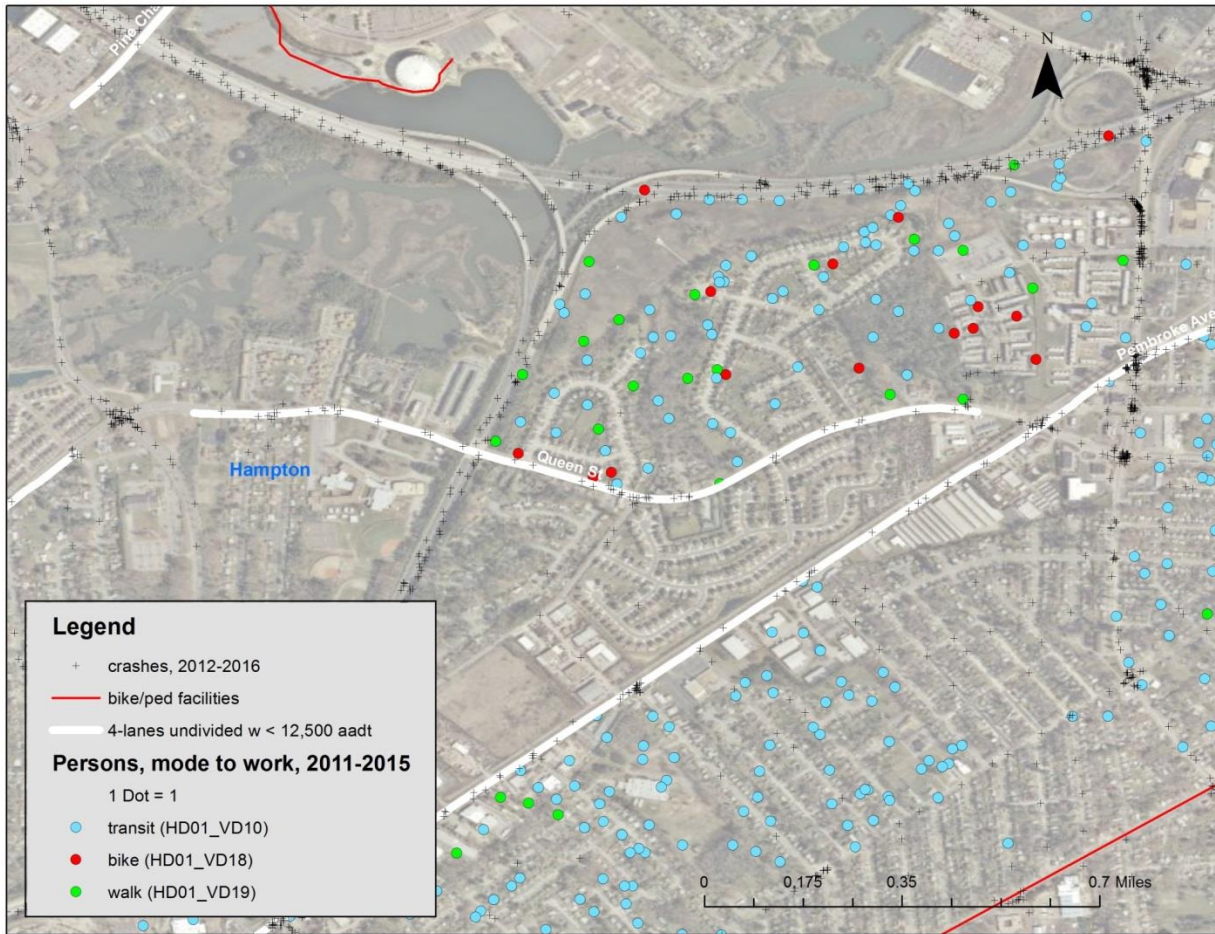 Pine Cha
N
Pembroke Ave
Queen St
Hampton
Legend
crashes, 2012-2016
bike/ped facilities
4-lanes undivided w < 12,500 aadt
Persons, mode to work, 2011-2015
1 Dot = 1
transit (HD01_VD10)
bike (HD01_VD18)
walk (HD01_VD19)
0 0.175 0.35 0.7 Miles